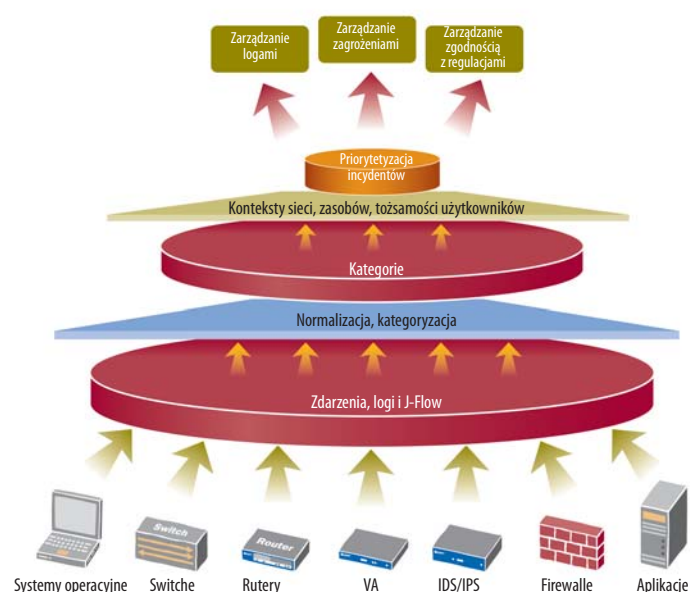 Zarządzanie
logami
Zarządzanie
zagrożeniami
Zarządzanie
zgodnością
z regulacjami
Priorytetyzacja
incydentów
Konteksty sieci, zasobów, tożsamości użytkowników
Kategorie
Normalizacja, kategoryzacja
Zdarzenia, logi i J-Flow
Switch
Router
Systemy operacyjne
Switche
Rutery
VA
IDS/IPS
Firewalle
Aplikacje